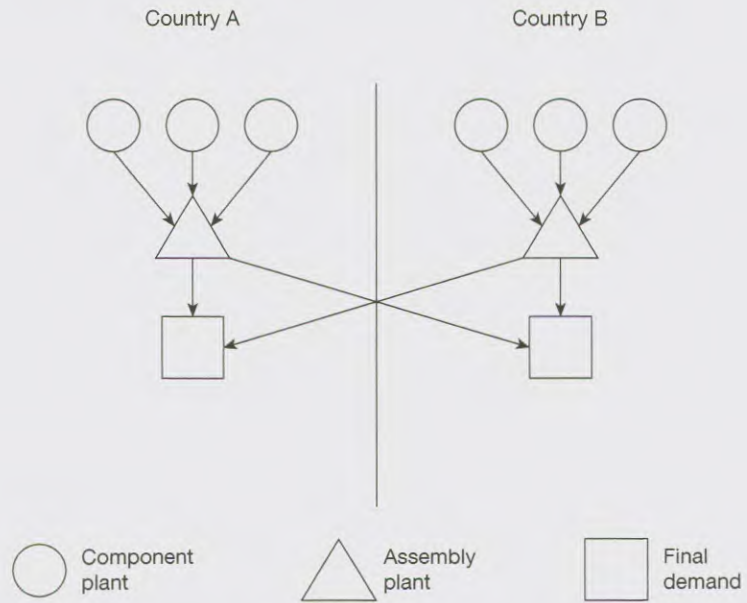 Country A
Country B
Component
plant
Assembly
plant
Final
demand